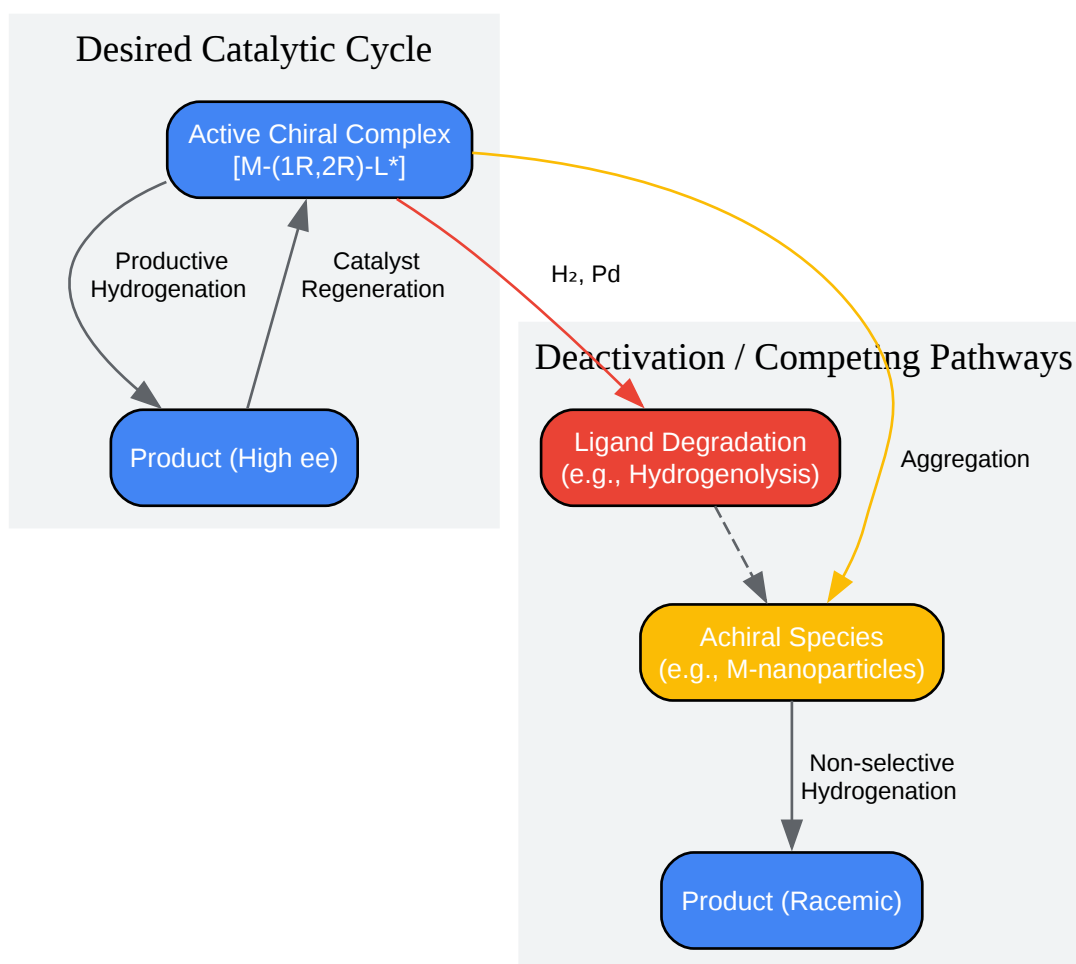 Desired Catalytic Cycle
Active Chiral Complex
[M-(1R,2R)-L*]
Productive
Hydrogenation
Catalyst
Regeneration
H₂, Pd
Product (High ee)
Deactivation / Competing Pathways
Ligand Degradation
(e.g., Hydrogenolysis)
Aggregation
Achiral Species
(e.g., M-nanoparticles)
Non-selective
Hydrogenation
Product (Racemic)